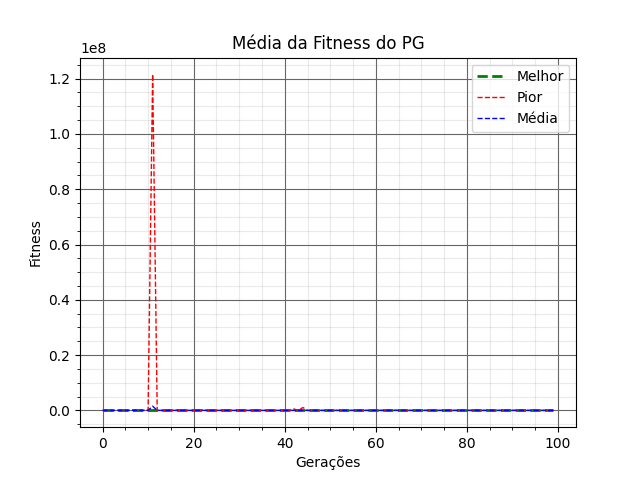 Média da Fitness do PG
1e8
Melhor
Pior
Média
1.2
1.0
0.8
0.6
0.4
0.2
0.0
Fitness
0 20 40 60 80 100
Gerações